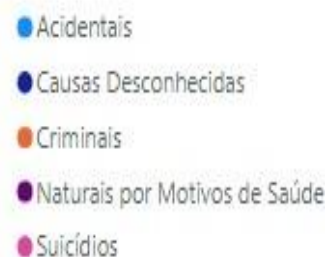 Acidentais
Causas Desconhecidas
Criminais
Naturais por Motivos de Saúde
Suicídios